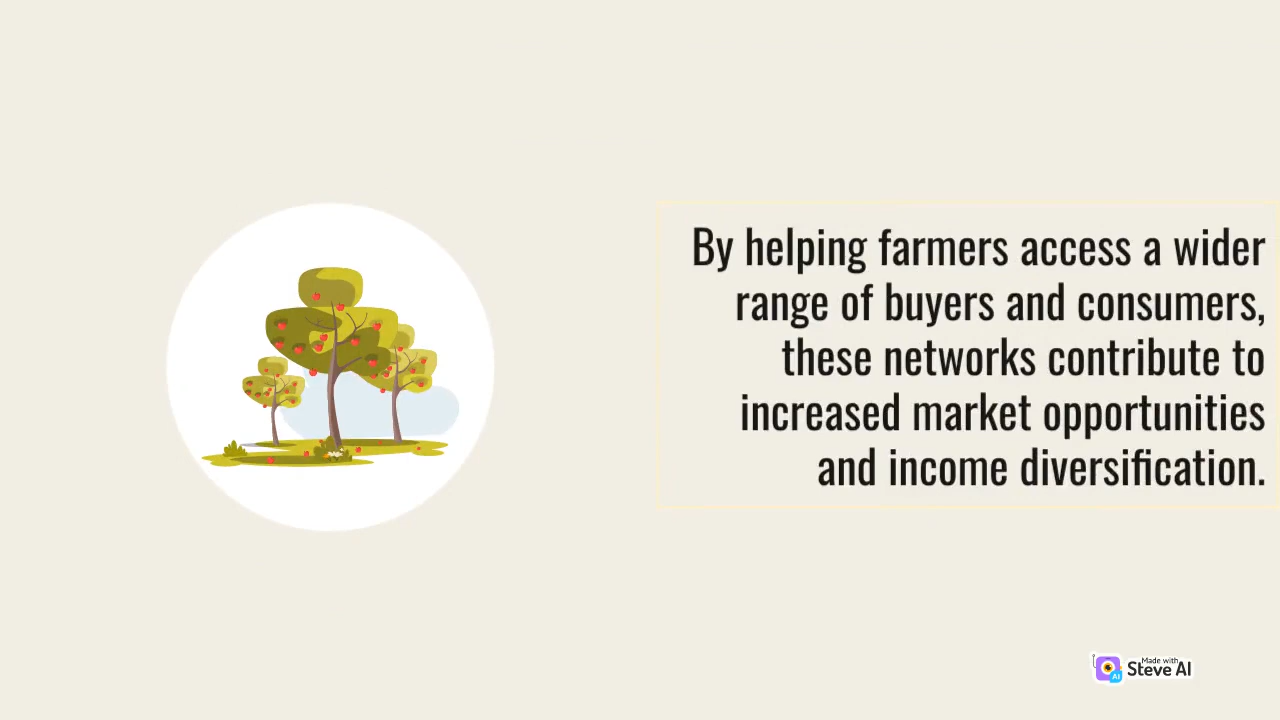 By helping farmers access a wider
range of buyers and consumers,
these networks contribute to
increased market opportunities
and income diversification.
Made with
Steve AI
AI